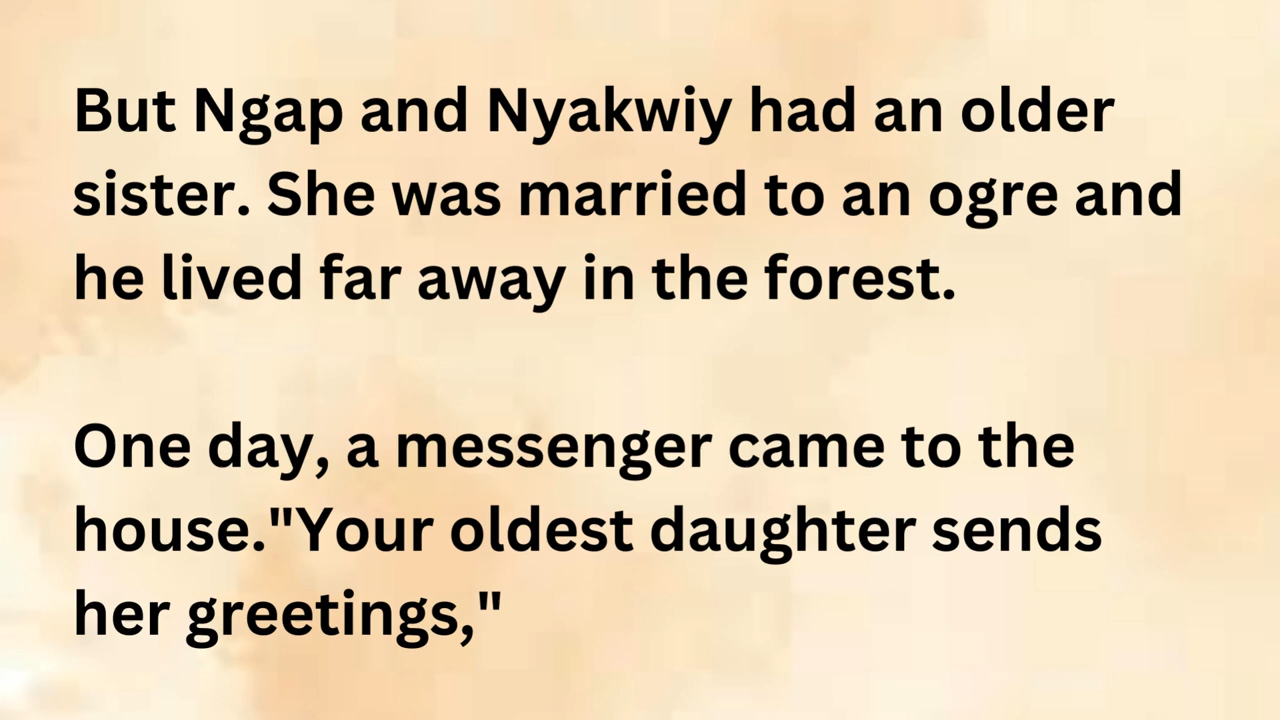 But Ngap and Nyakwiy had an older
sister. She was married to an ogre and
he lived far away in the forest.
One day, a messenger came to the
house."Your oldest daughter sends
her greetings,"